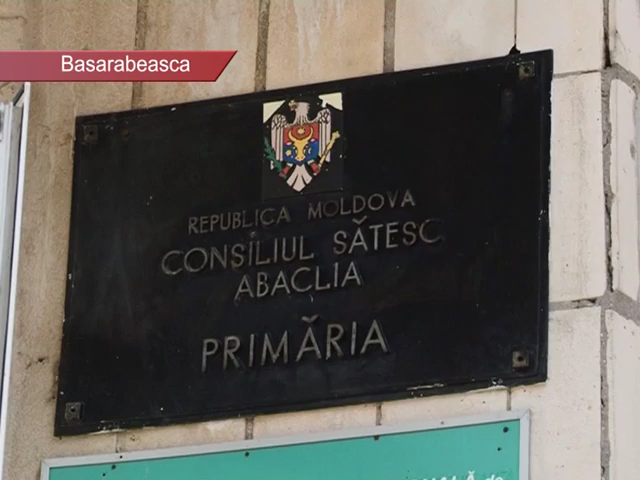 Basarabeasca
REPUBLICA MOLDOVA
CONSILIUL SĂTESC
ABACLIA
PRIMĂRIA